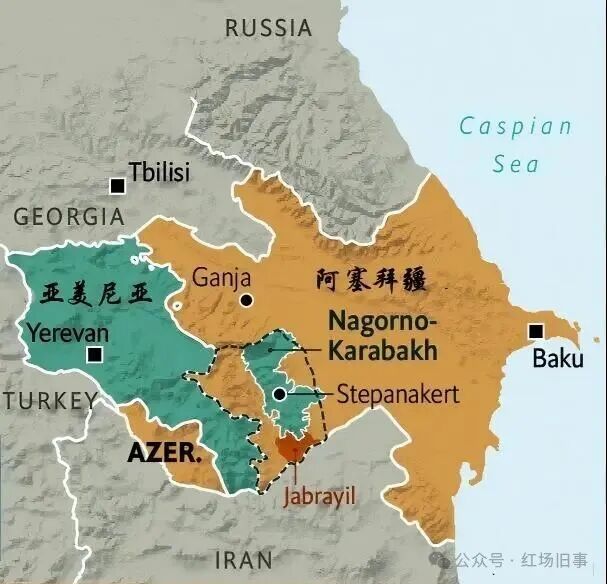 RUSSIA
Caspian
Sea
Tbilisi
GEORGIA
亚美尼亚
Ganja
阿塞拜疆
Yerevan
Nagorno-
Karabakh
Baku
TURKEY
Stepanakert
AZER.
Jabrayil
IRAN
公众号·红场旧事